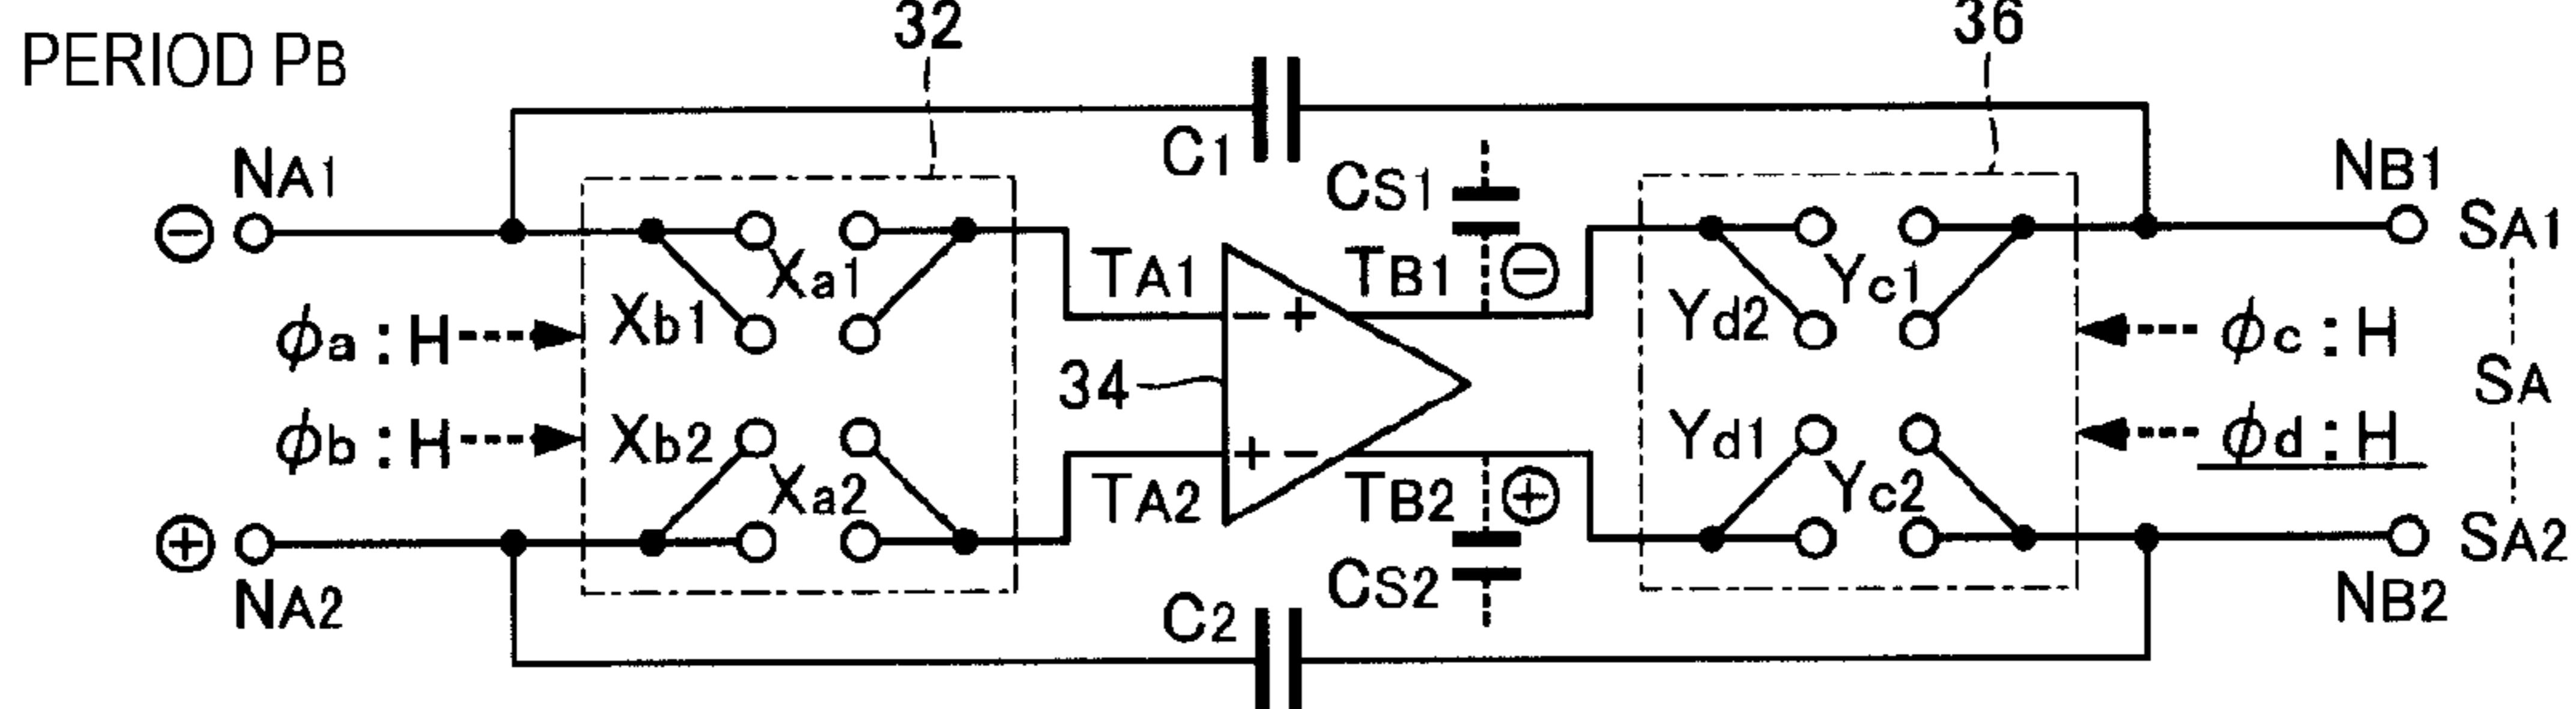 32
36
PERIOD PB
C1
NA1
CS1
NB1
Xa1
TA1
TB1
−
Yc1
SA1
−
Xb1
− +
Yd2
ϕa : H
ϕc : H
34
SA
ϕb : H
Xb2
Yd1
ϕd : H
Xa2
TA2
+ −
TB2
+
Yc2
+
SA2
NA2
CS2
NB2
C2